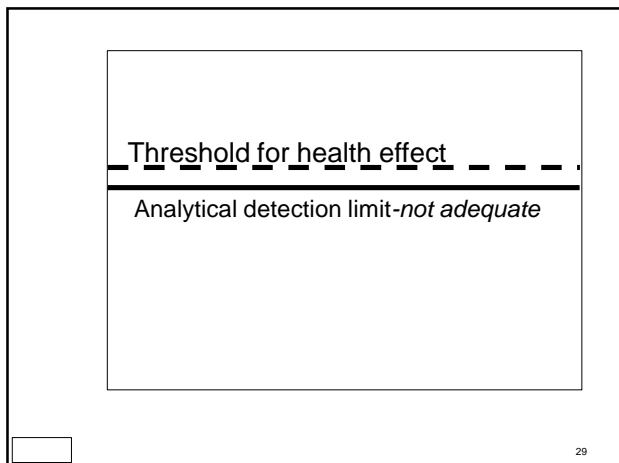 Threshold for health effect
Analytical detection limit-not adequate
29